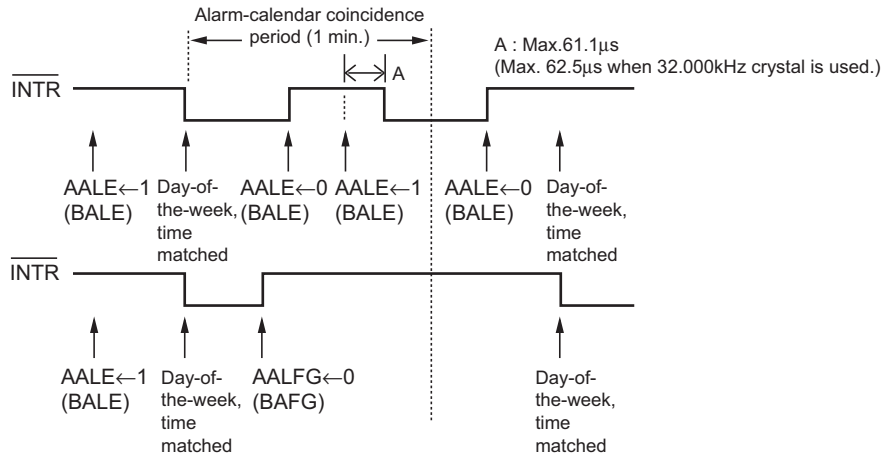 Alarm-calendar coincidence
period (1 min.)
A : Max.61.1μs
(Max. 62.5μs when 32.000kHz crystal is used.)
A
INTR
AALE←1
(BALE)
Day-of-
the-week,
time
matched
AALE←0
(BALE)
AALE←1
(BALE)
AALE←0
(BALE)
Day-of-
the-week,
time
matched
INTR
AALE←1
(BALE)
Day-of-
the-week,
time
matched
AALFG←0
(BAFG)
Day-of-
the-week,
time
matched